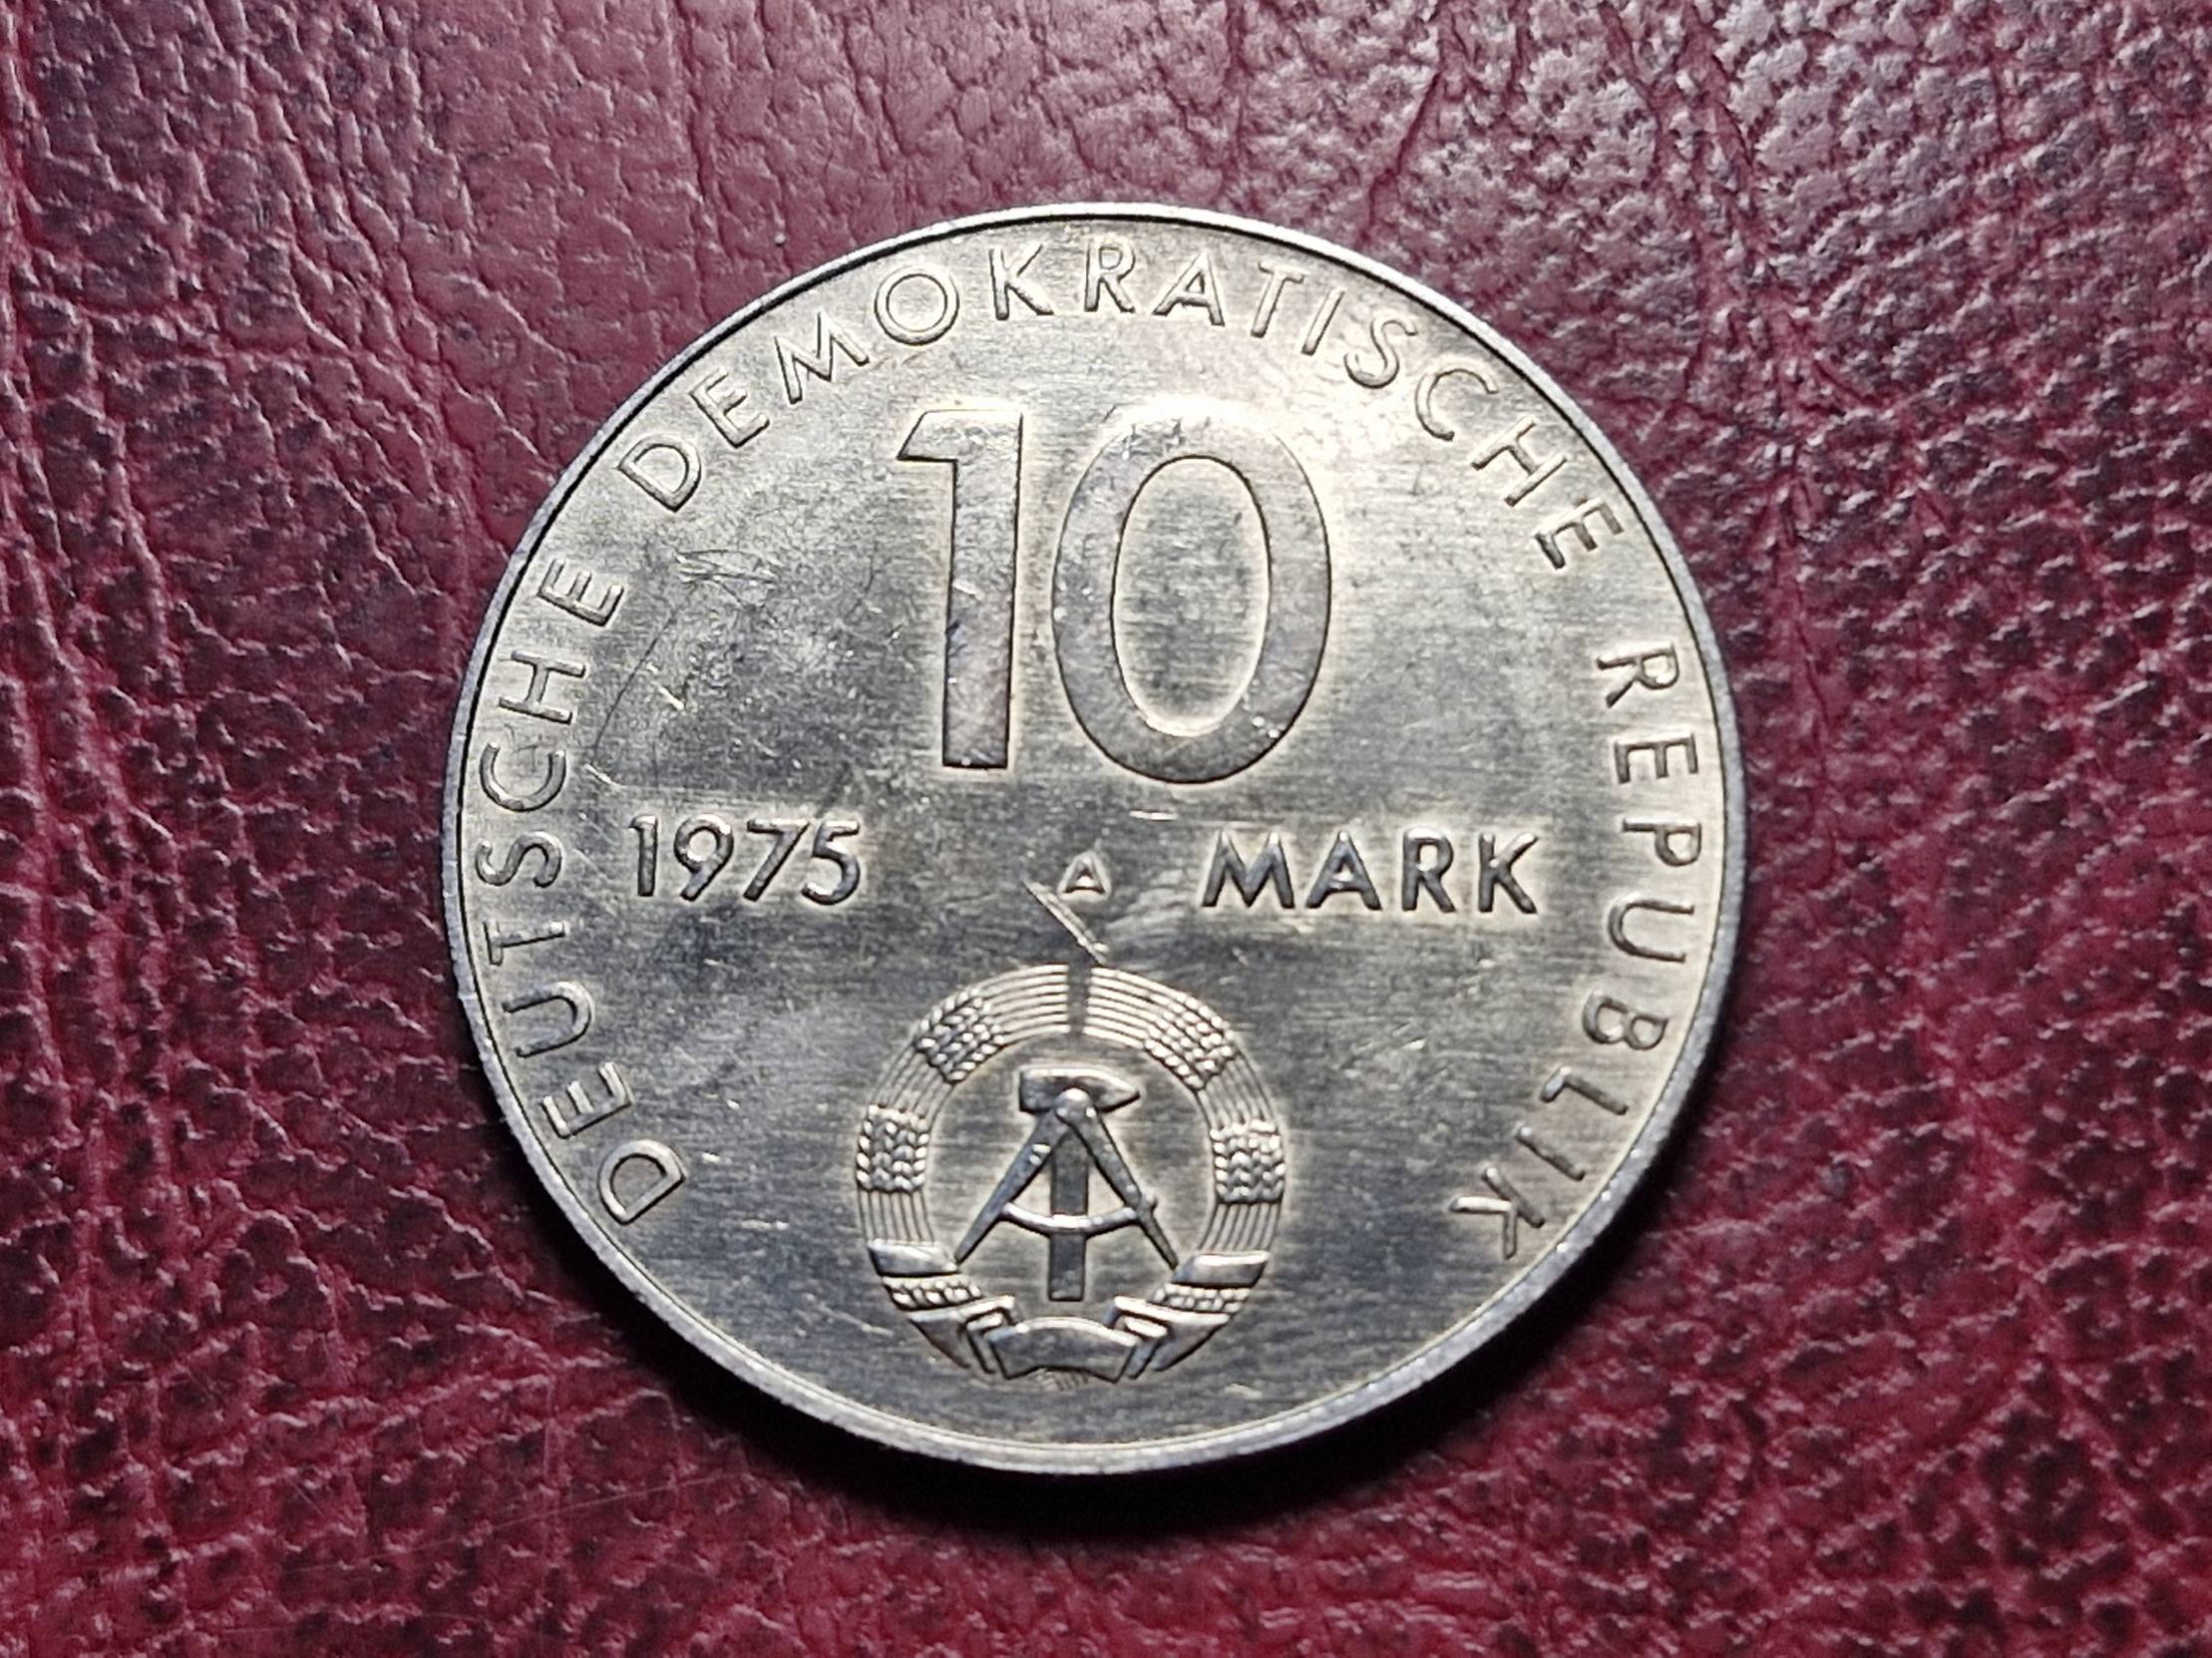 DEUTSCHE DEMOKRATISCHE REPUBLIK
10
1975 A MARK